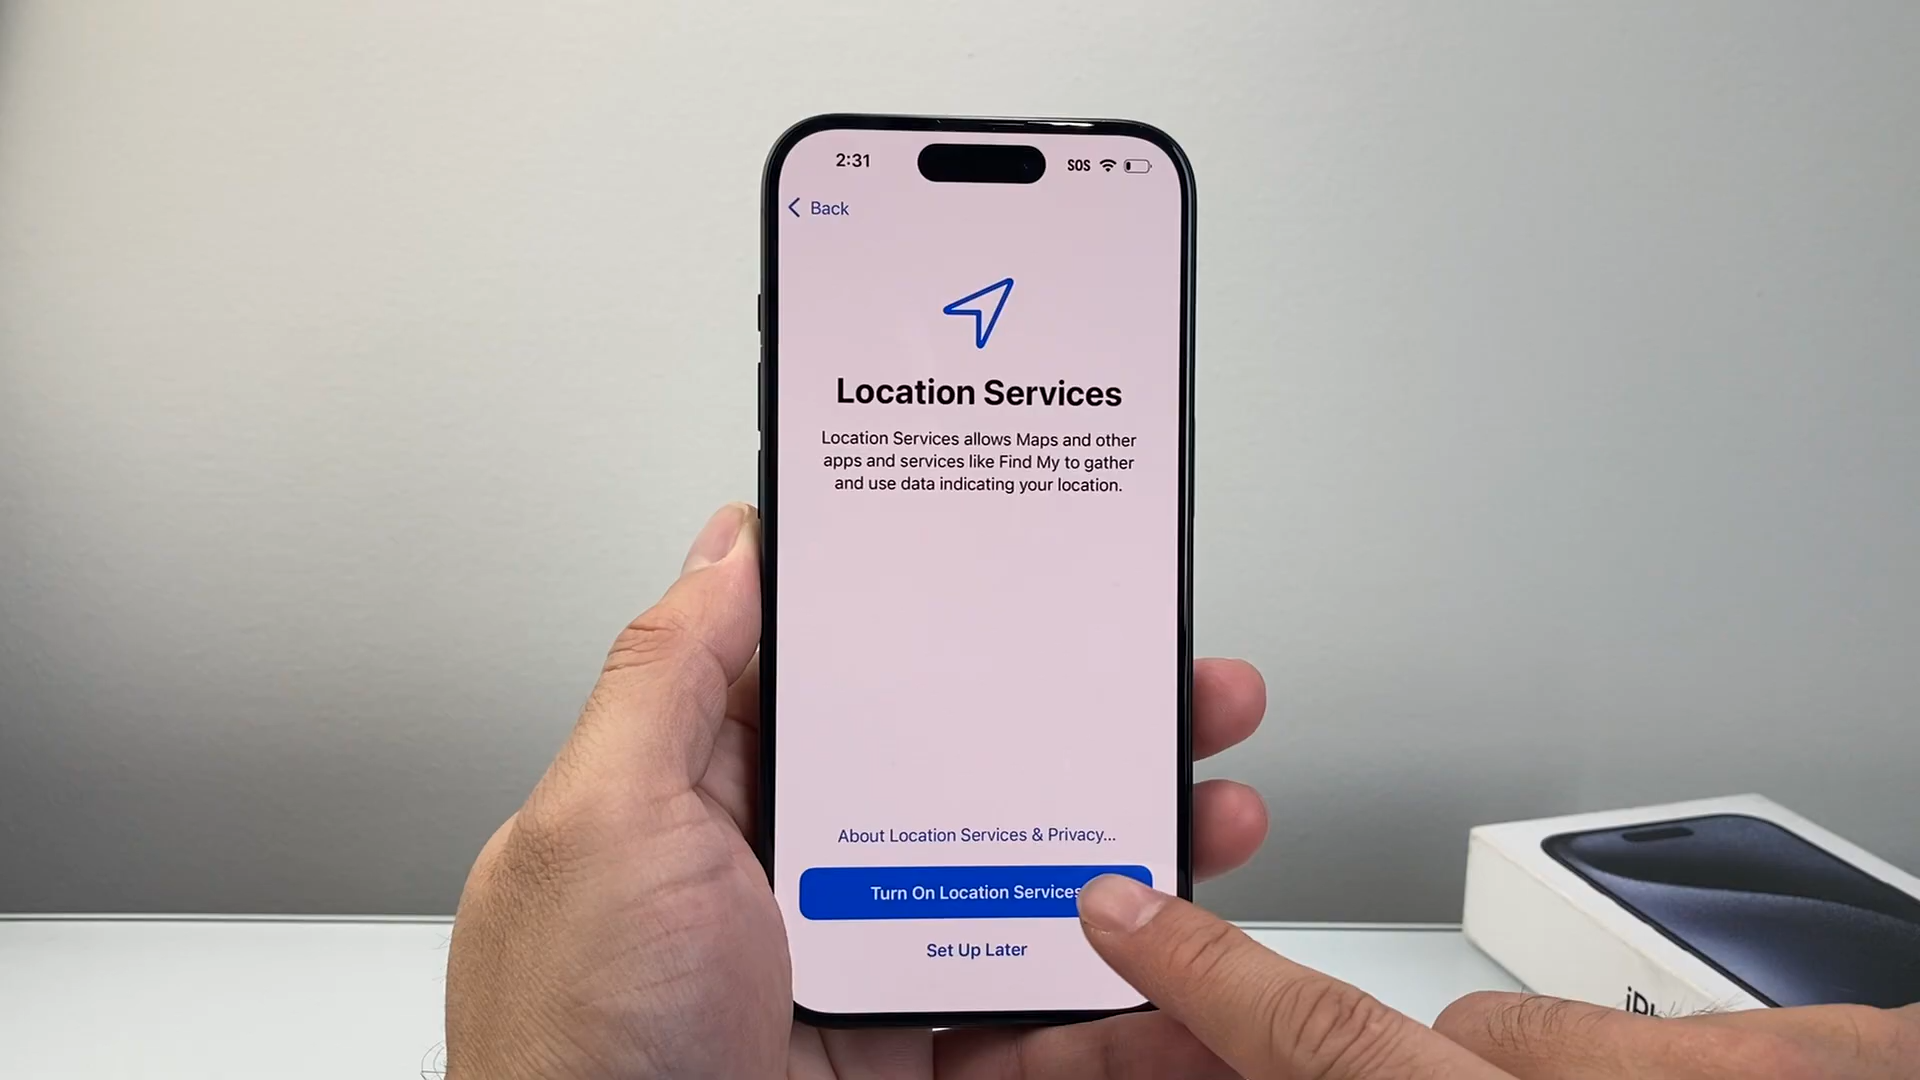 2:31
SOS
Back
Location Services
Location Services allows Maps and other
apps and services like Find My to gather
and use data indicating your location.
About Location Services & Privacy...
Turn On Location Services
Set Up Later